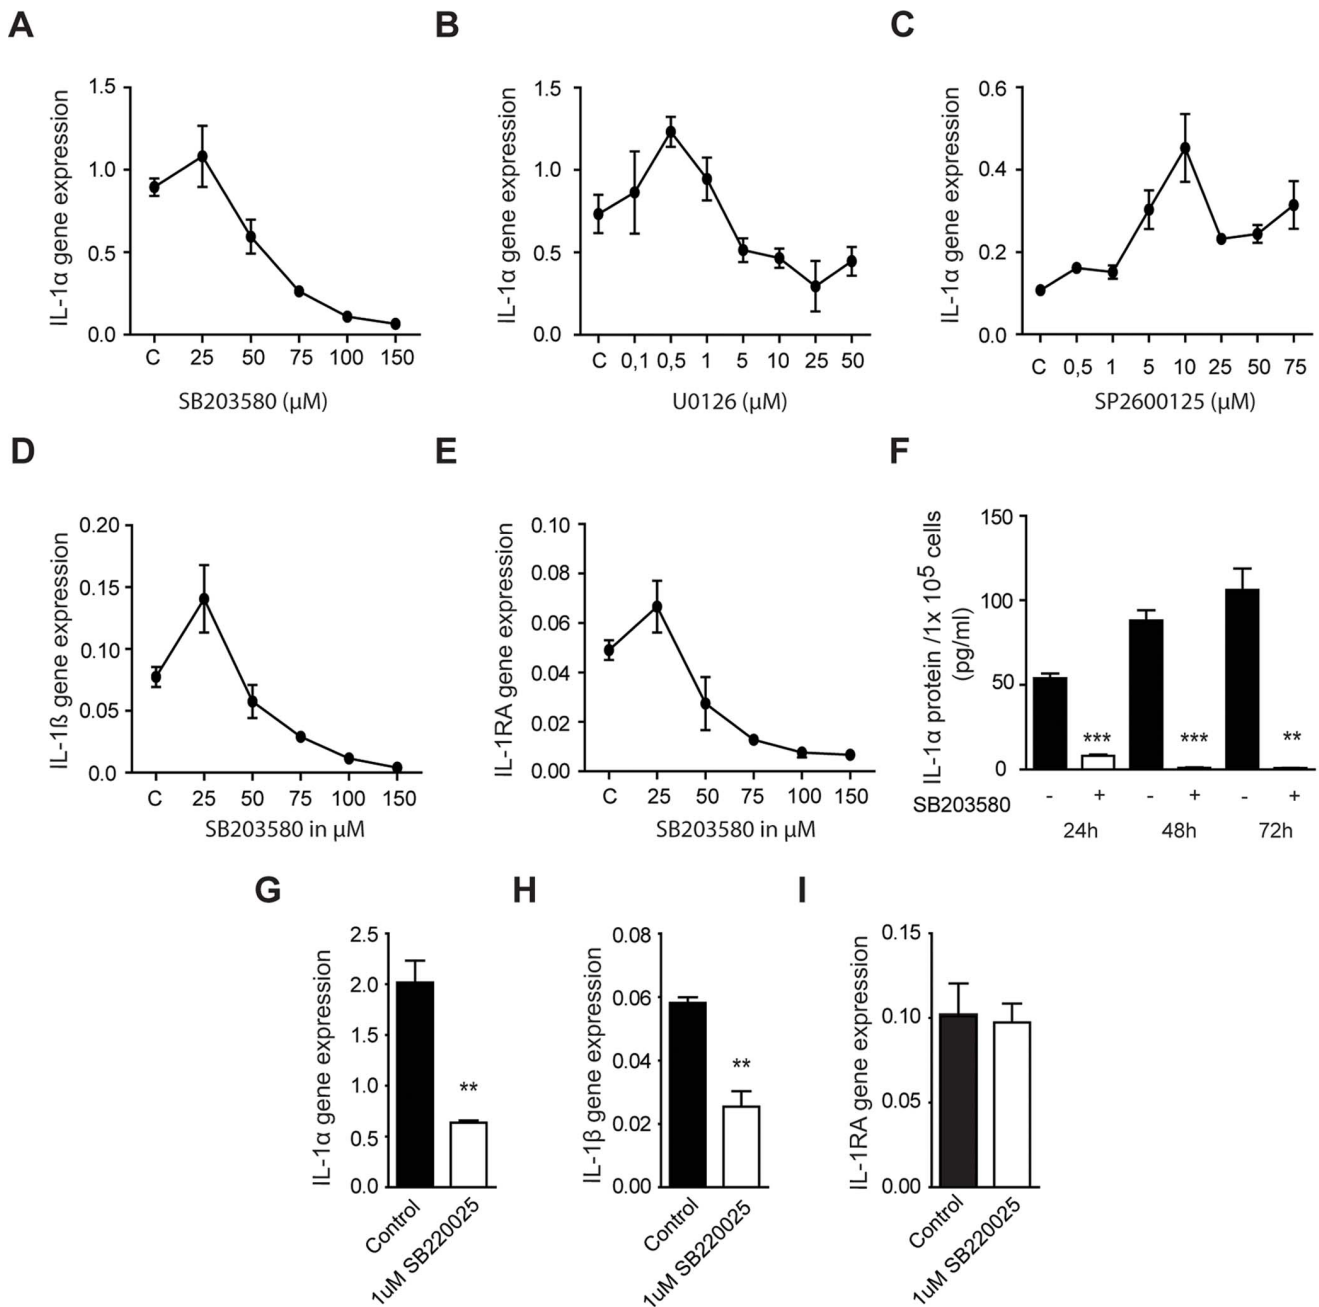 A
B
C
IL-1α gene expression
1.5
1.0
0.5
0.0
C 25 50 75 100 150
SB203580 (μM)
IL-1α gene expression
1.5
1.0
0.5
0.0
C 0,1 0,5 1 5 10 25 50
U0126 (μM)
IL-1α gene expression
0.6
0.4
0.2
0.0
C 0,5 1 5 10 25 50 75
SP2600125 (μM)
D
E
F
IL-1ß gene expression
0.20
0.15
0.10
0.05
0.0
C 25 50 75 100 150
SB203580 in μM
IL-1RA gene expression
0.10
0.08
0.06
0.04
0.02
0.00
C 25 50 75 100 150
SB203580 in μM
IL-1α protein /1x 10⁵ cells
(pg/ml)
150
100
50
0
*** *** **
SB203580 - + - + - +
24h 48h 72h
G
H
I
IL-1α gene expression
2.5
2.0
1.5
1.0
0.5
0.0
**
Control
1uM SB220025
IL-1β gene expression
0.08
0.06
0.04
0.02
0.00
**
Control
1uM SB220025
IL-1RA gene expression
0.15
0.10
0.05
0.00
Control
1uM SB220025